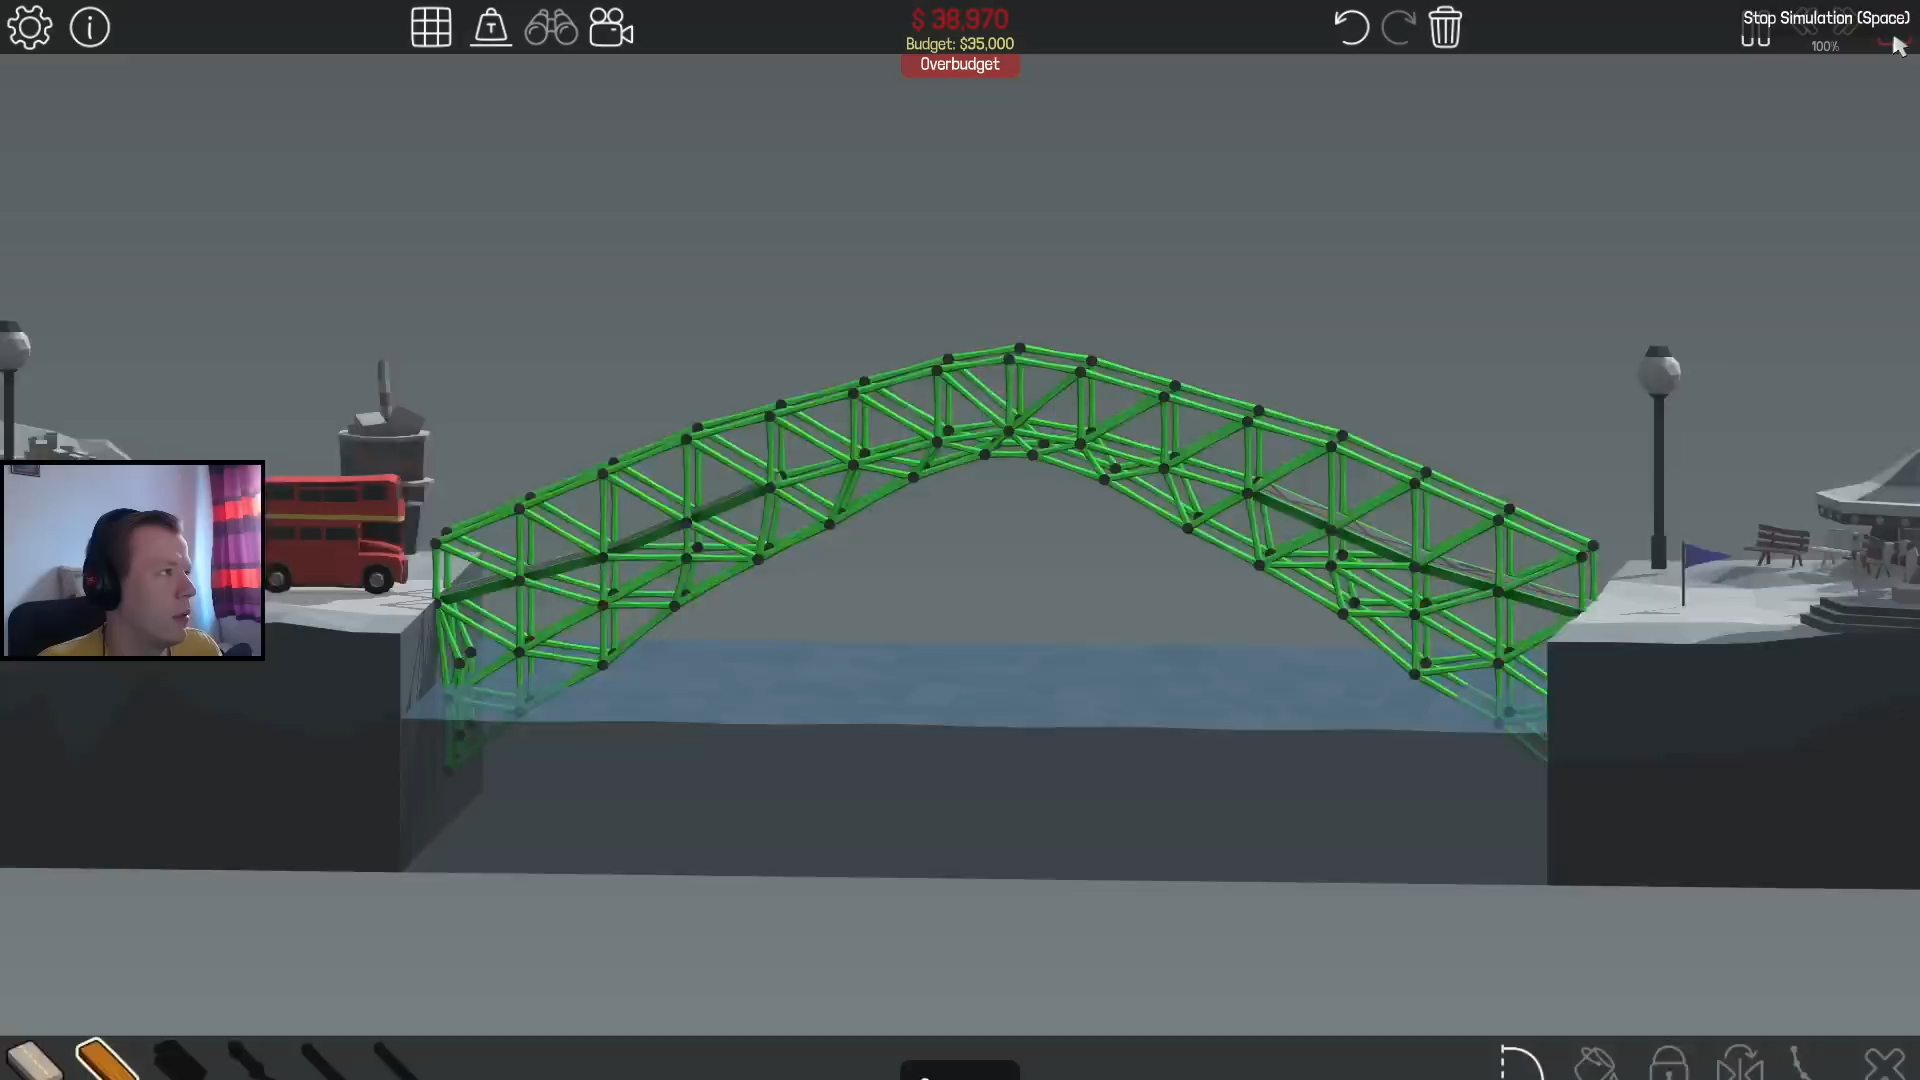 $ 38,970
Budget: $35,000
Overbudget
Stop Simulation (Space)
100%